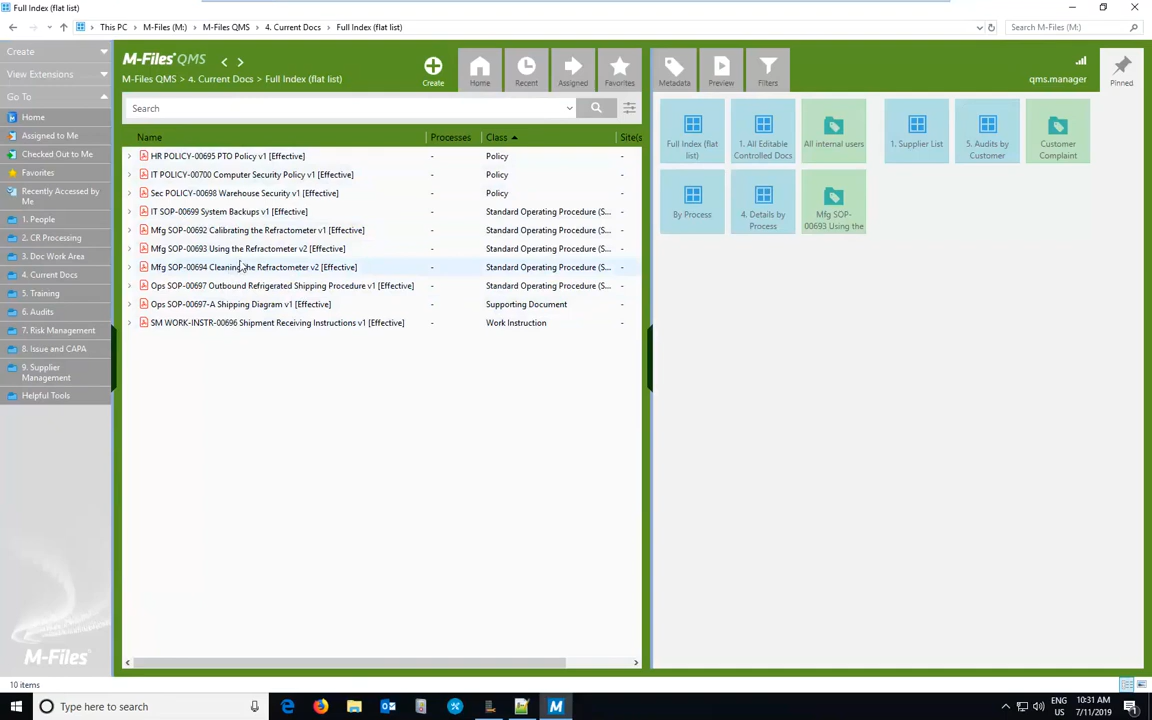 Full Index (flat list)
This PC > M-Files (M:) > M-Files QMS > 4. Current Docs > Full Index (flat list)
Search M-Files (M:)
Create
View Extensions
Go To
Home
Assigned to Me
Checked Out to Me
Favorites
Recently Accessed by
Me
1. People
2. CR Processing
3. Doc Work Area
4. Current Docs
5. Training
6. Audits
7. Risk Management
8. Issue and CAPA
9. Supplier
Management
Helpful Tools
M-Files
M-Files QMS
M-Files QMS > 4. Current Docs > Full Index (flat list)
Create
Home
Recent
Assigned
Favorites
Search
Name Processes Class Site(s
HR POLICY-00695 PTO Policy v1 [Effective] - Policy -
IT POLICY-00700 Computer Security Policy v1 [Effective] - Policy -
Sec POLICY-00698 Warehouse Security v1 [Effective] - Policy -
IT SOP-00699 System Backups v1 [Effective] - Standard Operating Procedure (S... -
Mfg SOP-00692 Calibrating the Refractometer v1 [Effective] - Standard Operating Procedure (S... -
Mfg SOP-00693 Using the Refractometer v2 [Effective] - Standard Operating Procedure (S... -
Mfg SOP-00694 Cleaning the Refractometer v2 [Effective] - Standard Operating Procedure (S... -
Ops SOP-00697 Outbound Refrigerated Shipping Procedure v1 [Effective] - Standard Operating Procedure (S... -
Ops SOP-00697-A Shipping Diagram v1 [Effective] - Supporting Document -
SM WORK-INSTR-00696 Shipment Receiving Instructions v1 [Effective] - Work Instruction -
Metadata
Preview
Filters
qms.manager
Pinned
Full Index (flat
list)
1. All Editable
Controlled Docs
All internal users
1. Supplier List
5. Audits by
Customer
Customer
Complaint
By Process
4. Details by
Process
Mfg SOP-
00693 Using the
10 items
Type here to search
ENG
US
10:31 AM
7/11/2019